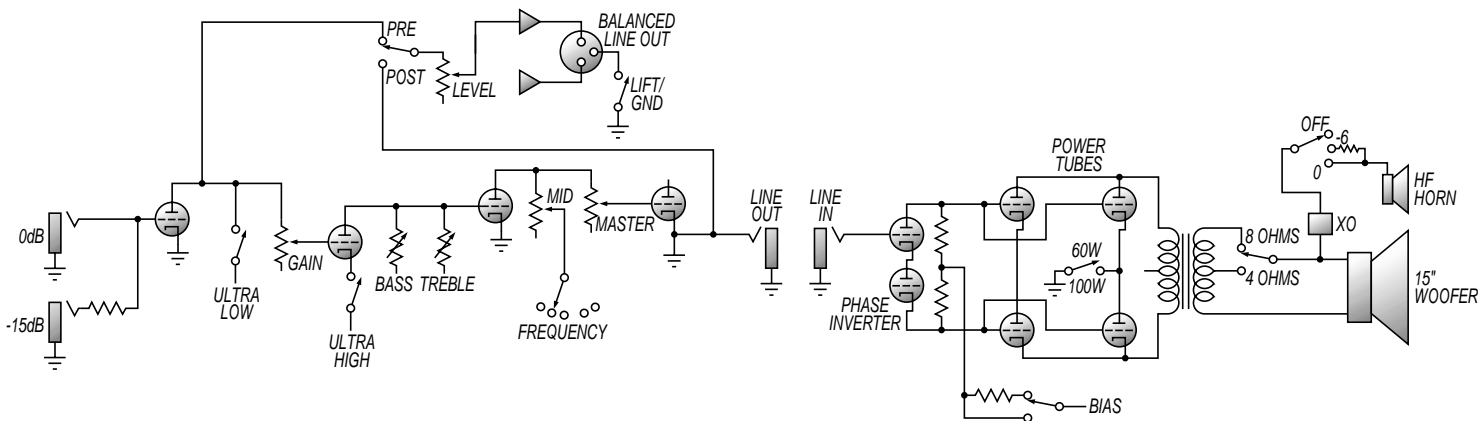 PRE
POST
LEVEL
BALANCED
LINE OUT
LIFT/
GND
0dB
-15dB
ULTRA
LOW
GAIN
ULTRA
HIGH
BASS
TREBLE
MID
FREQUENCY
MASTER
LINE
OUT
LINE
IN
PHASE
INVERTER
POWER
TUBES
60W
100W
BIAS
8 OHMS
4 OHMS
OFF
-6
0
XO
HF
HORN
15"
WOOFER